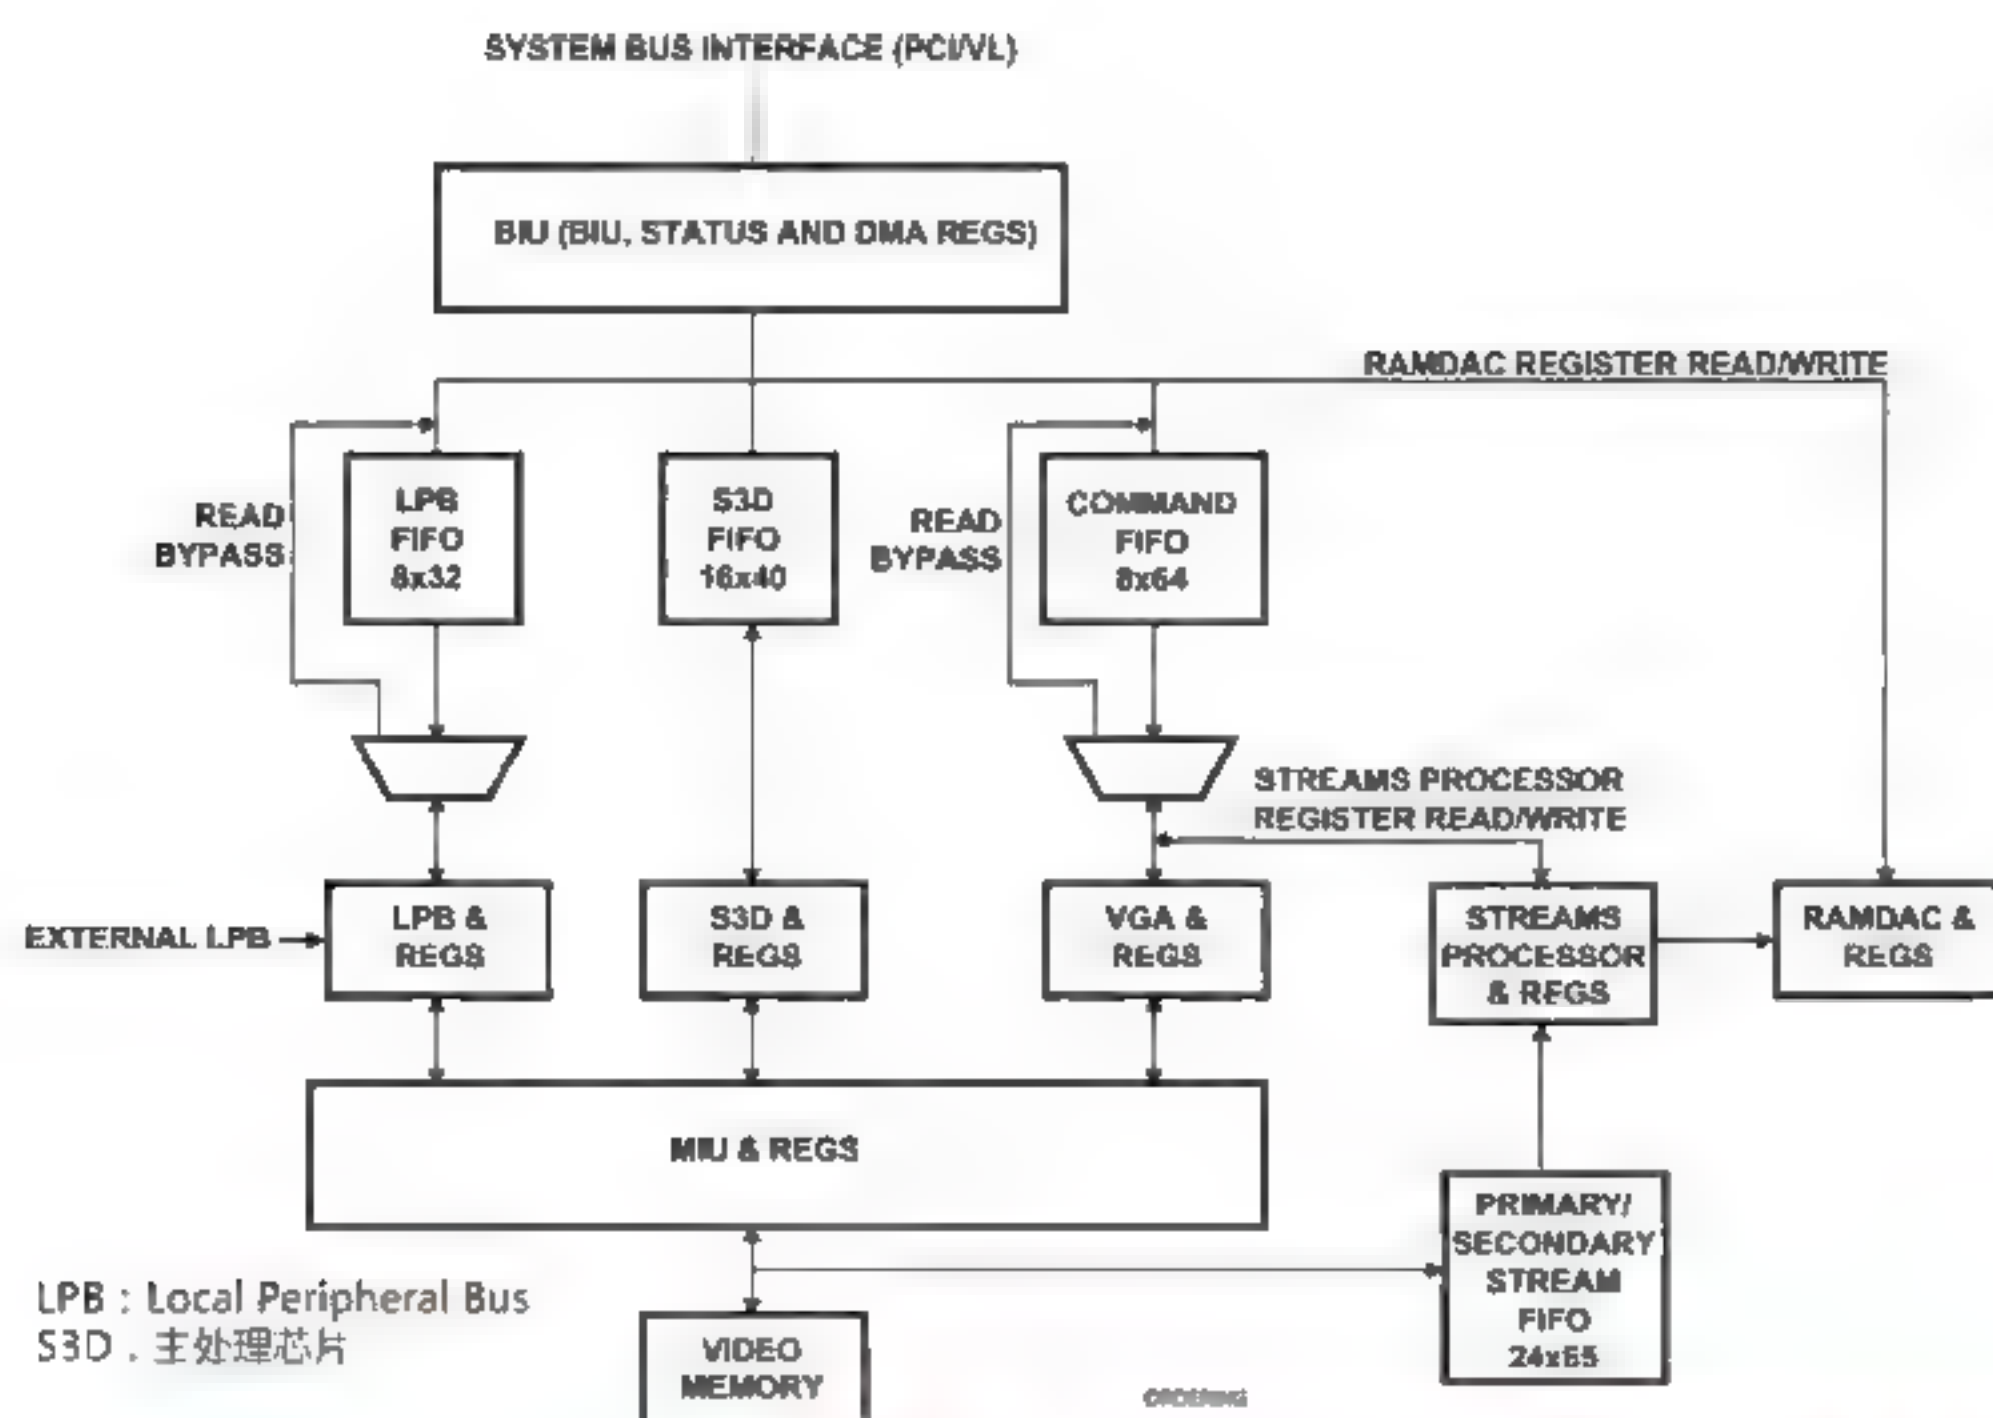 SYSTEM BUS INTERFACE (PCI/VL)
BIU (BIU, STATUS AND DMA REGS)
RAMDAC REGISTER READ/WRITE
READ
BYPASS
LPB
FIFO
8x32
S3D
FIFO
16x40
READ
BYPASS
COMMAND
FIFO
8x64
STREAMS PROCESSOR
REGISTER READ/WRITE
EXTERNAL LPB
LPB &
REGS
S3D &
REGS
VGA &
REGS
STREAMS
PROCESSOR
& REGS
RAMDAC &
REGS
MIU & REGS
PRIMARY/
SECONDARY
STREAM
FIFO
LPB : Local Peripheral Bus
S3D . 主处理芯片
VIDEO
MEMORY